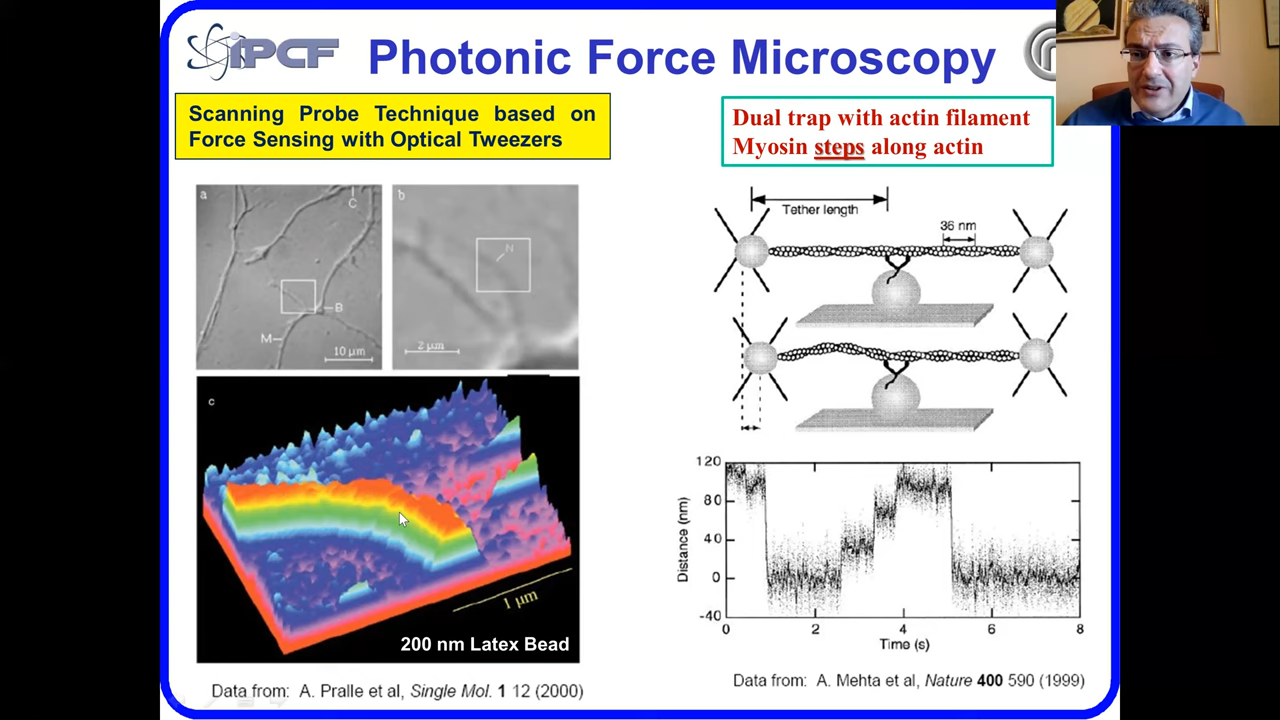 iPCF
Photonic Force Microscopy
Scanning Probe Technique based on
Force Sensing with Optical Tweezers
Dual trap with actin filament
Myosin steps along actin
a
C
B
M
10 μm
b
N
2 μm
c
1 μm
200 nm Latex Bead
Data from: A. Pralle et al, Single Mol. 1 12 (2000)
Tether length
36 nm
Distance (nm)
120
80
40
0
-40
0 2 4 6 8
Time (s)
Data from: A. Mehta et al, Nature 400 590 (1999)